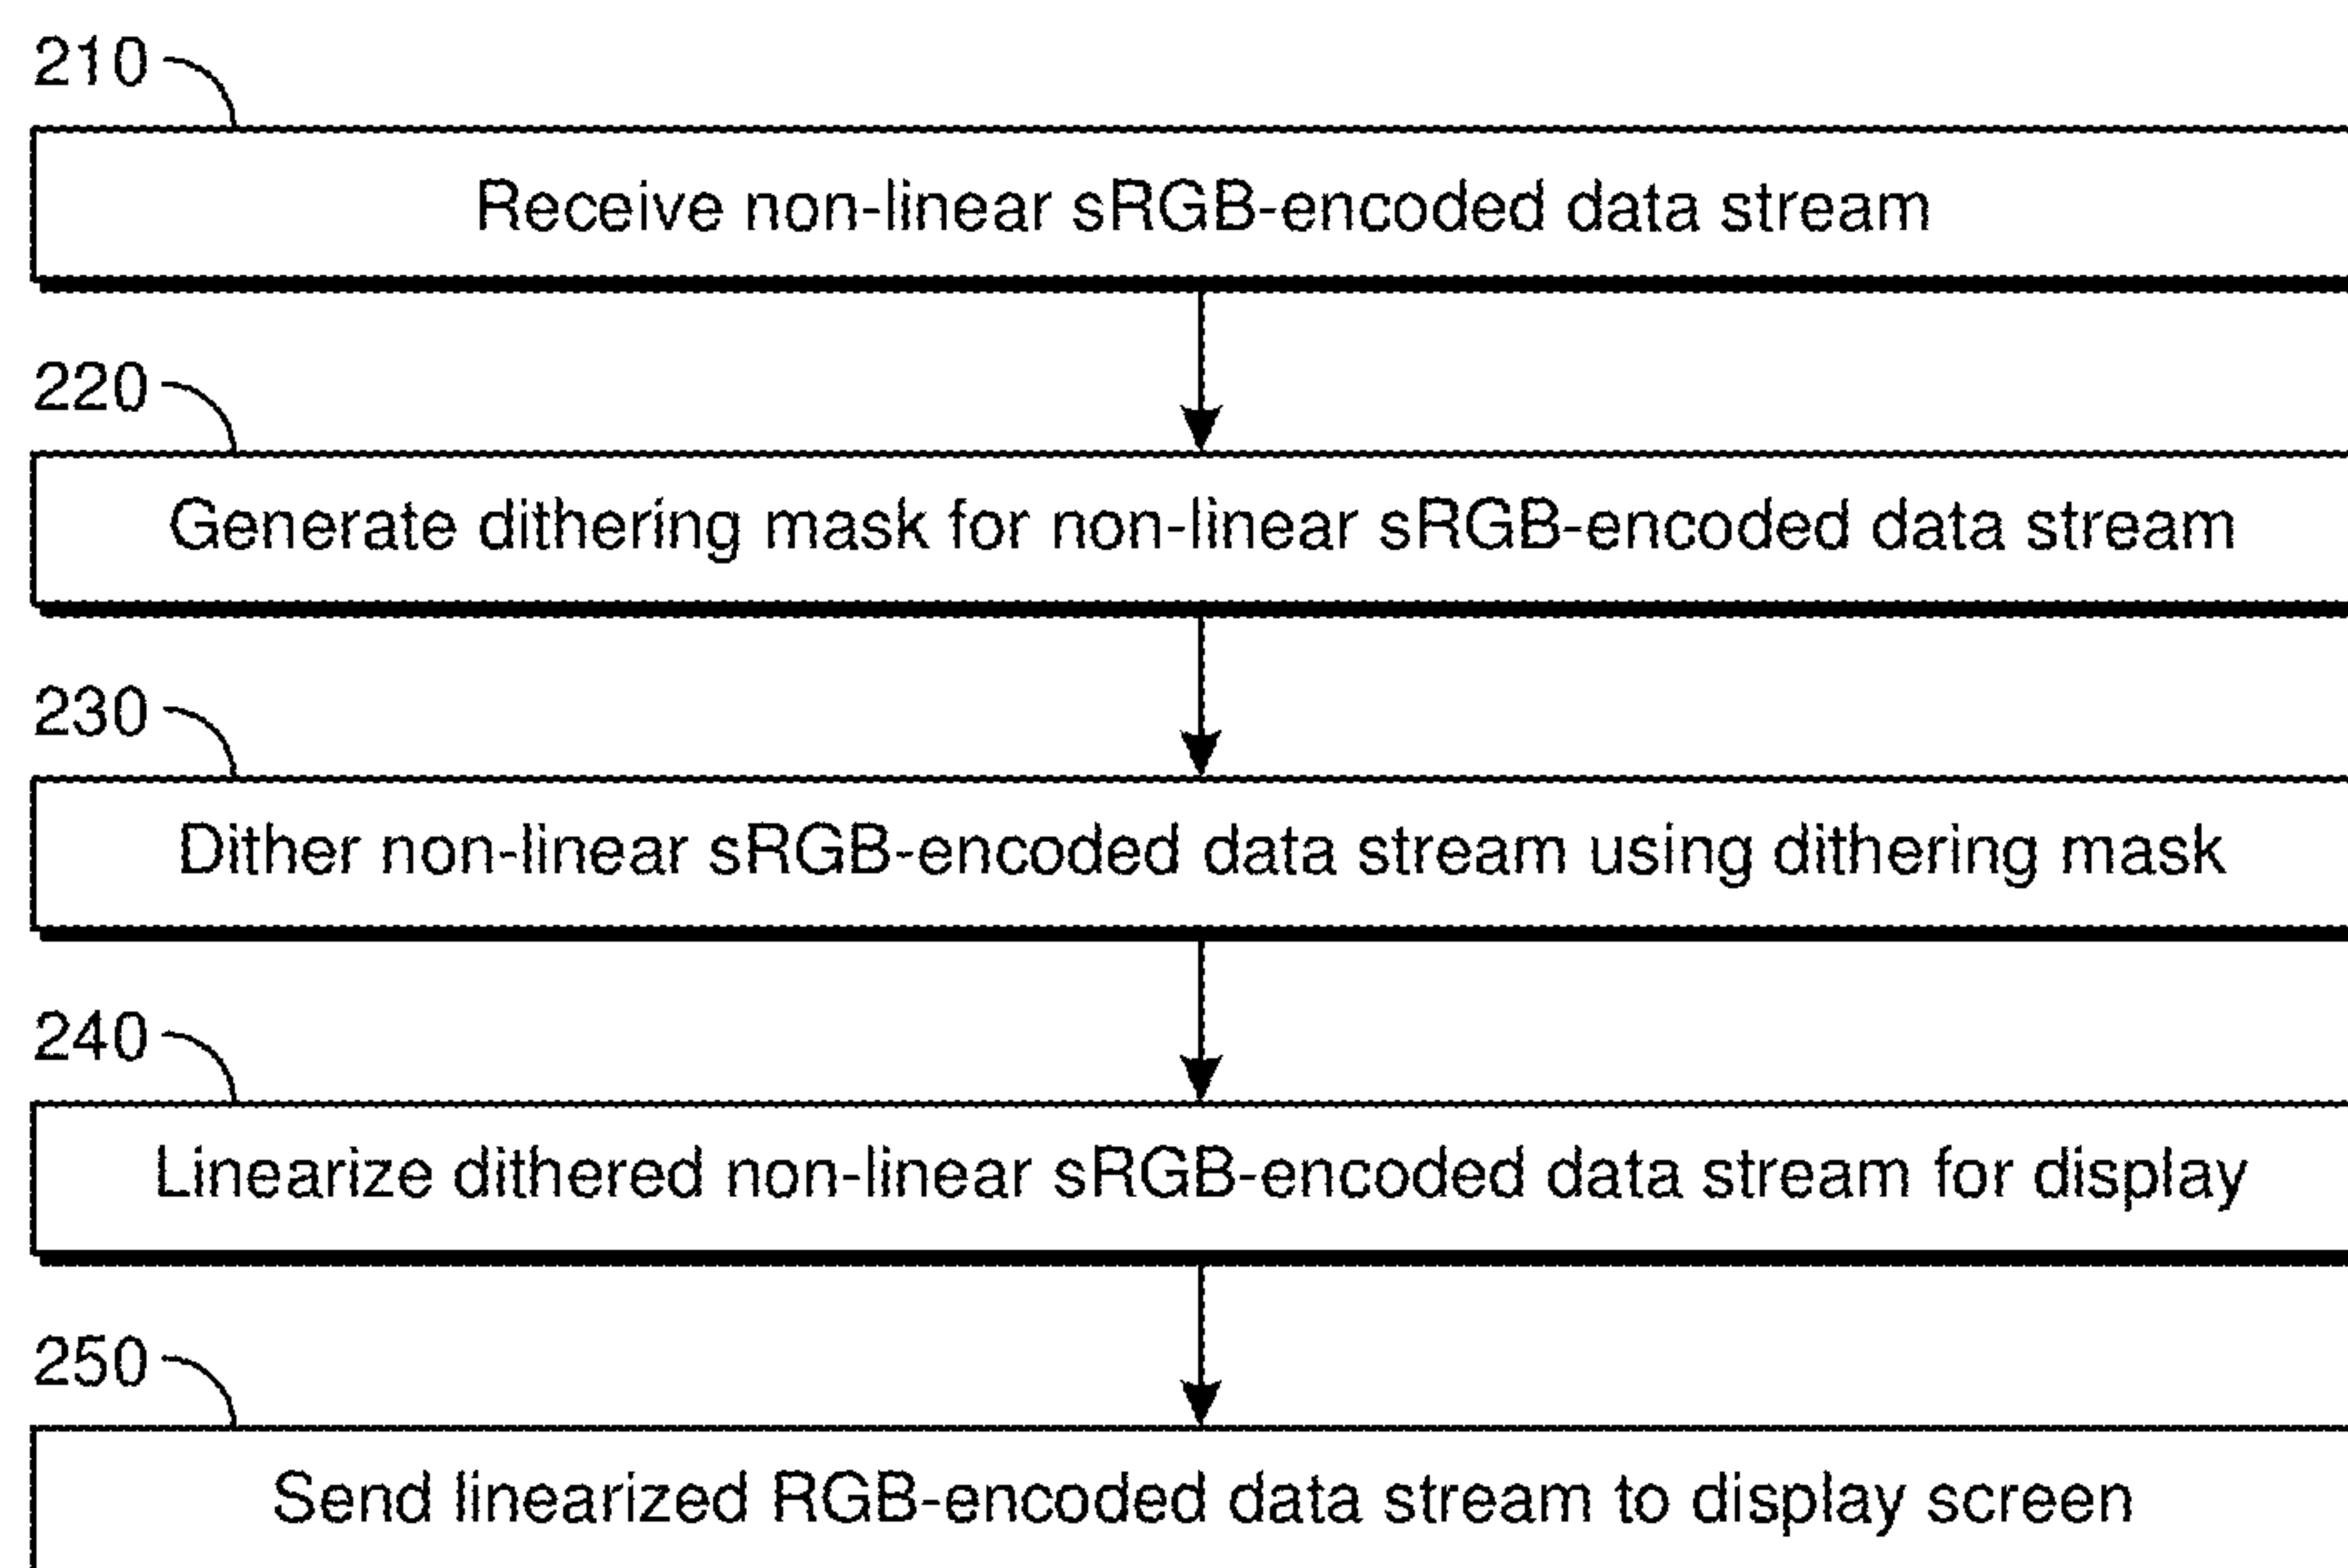 210
Receive non-linear sRGB-encoded data stream
220
Generate dithering mask for non-linear sRGB-encoded data stream
230
Dither non-linear sRGB-encoded data stream using dithering mask
240
Linearize dithered non-linear sRGB-encoded data stream for display
250
Send linearized RGB-encoded data stream to display screen